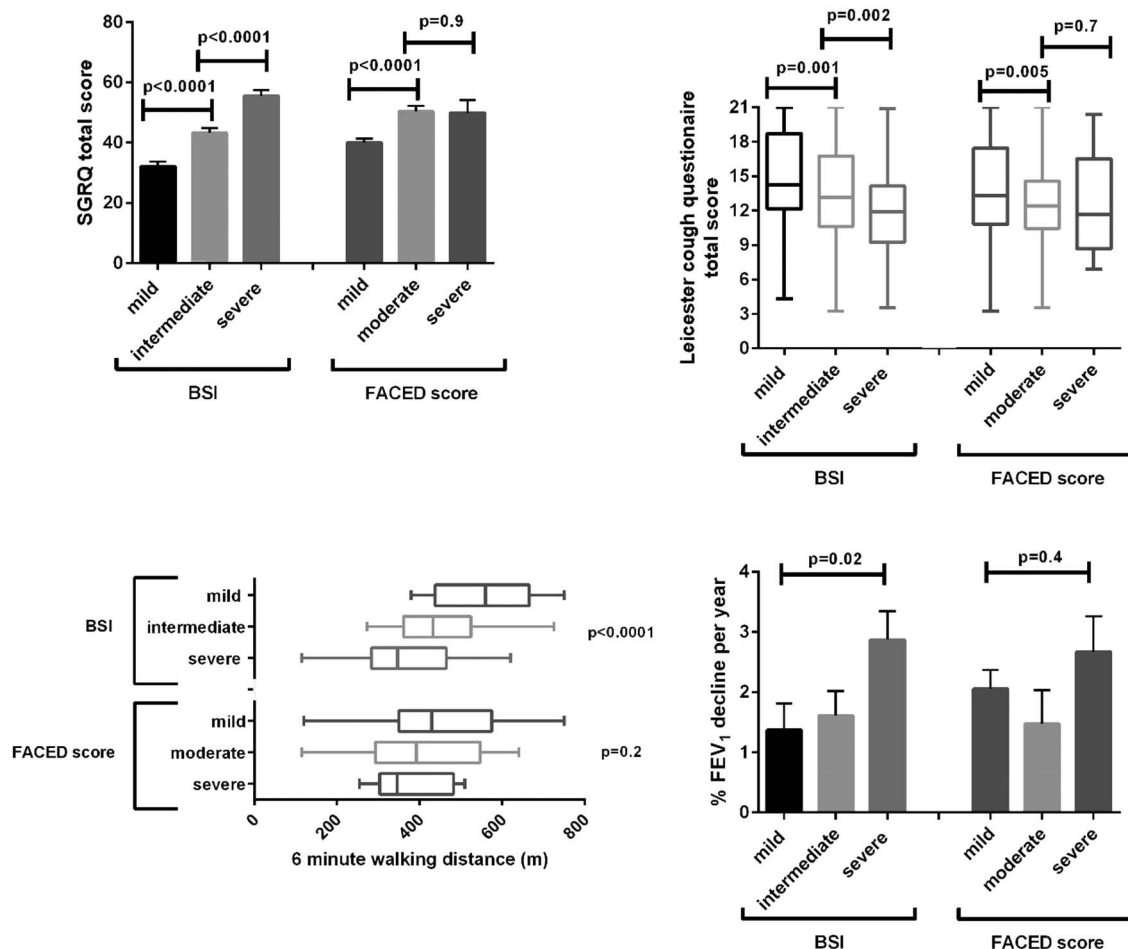 SGRQ total score
80
60
40
20
0
p<0.0001
p<0.0001
p<0.0001
p=0.9
mild
intermediate
severe
mild
moderate
severe
BSI
FACED score
Leicester cough questionaire
total score
21
18
15
12
9
6
3
0
p=0.001
p=0.002
p=0.005
p=0.7
mild
intermediate
severe
mild
moderate
severe
BSI
FACED score
BSI
mild
intermediate
severe
p<0.0001
FACED score
mild
moderate
severe
p=0.2
0
200
400
600
800
6 minute walking distance (m)
% FEV₁ decline per year
4
3
2
1
0
p=0.02
p=0.4
mild
intermediate
severe
mild
moderate
severe
BSI
FACED score